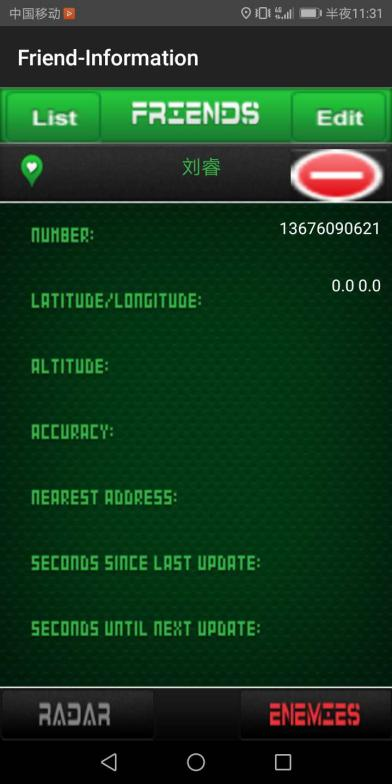 中国移动 半夜11:31
Friend-Information
List FRIENDS Edit
刘睿
NUMBER: 13676090621
LATITUDE/LONGITUDE: 0.0 0.0
ALTITUDE:
ACCURACY:
NEAREST ADDRESS:
SECONDS SINCE LAST UPDATE:
SECONDS UNTIL NEXT UPDATE:
RADAR ENEMIES